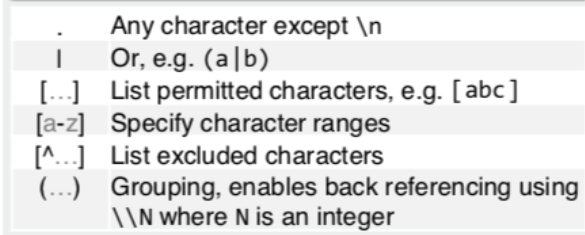 . Any character except \n
| Or, e.g. (a|b)
[…] List permitted characters, e.g. [abc]
[a-z] Specify character ranges
[^…] List excluded characters
(…) Grouping, enables back referencing using
\\N where N is an integer